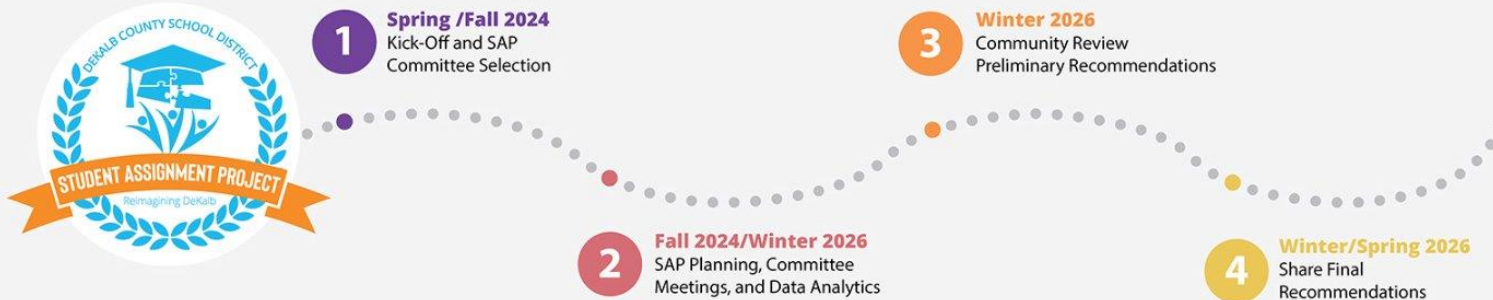 DEKALB COUNTY SCHOOL DISTRICT
STUDENT ASSIGNMENT PROJECT
Reimagining DeKalb
1
Spring /Fall 2024
Kick-Off and SAP
Committee Selection
2
Fall 2024/Winter 2026
SAP Planning, Committee
Meetings, and Data Analytics
3
Winter 2026
Community Review
Preliminary Recommendations
4
Winter/Spring 2026
Share Final
Recommendations